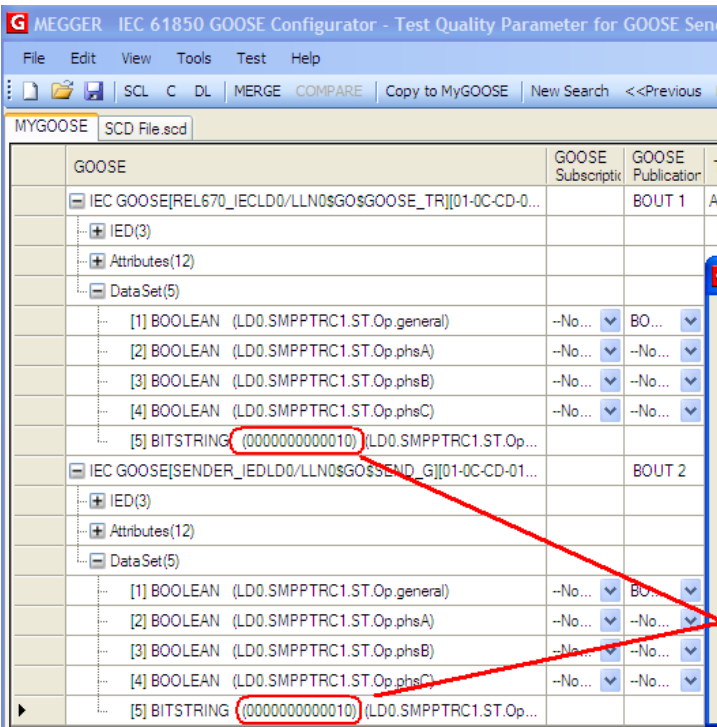 G MEGGER IEC 61850 GOOSE Configurator - Test Quality Parameter for GOOSE Sen
File Edit View Tools Test Help
SCL C DL MERGE COMPARE Copy to MyGOOSE New Search <<Previous
MYGOOSE SCD File.scd
GOOSE GOOSE Subscriptic GOOSE Publication
IEC GOOSE[REL670_IECLD0/LLN0$GO$GOOSE_TR][01-0C-CD-0... BOUT 1 A
IED(3)
Attributes(12)
DataSet(5)
[1] BOOLEAN (LD0.SMPPTRC1.ST.Op.general) --No... BO...
[2] BOOLEAN (LD0.SMPPTRC1.ST.Op.phsA) --No... --No...
[3] BOOLEAN (LD0.SMPPTRC1.ST.Op.phsB) --No... --No...
[4] BOOLEAN (LD0.SMPPTRC1.ST.Op.phsC) --No... --No...
[5] BITSTRING (0000000000010) (LD0.SMPPTRC1.ST.Op...
IEC GOOSE[SENDER_IEDLD0/LLN0$GO$SEND_G][01-0C-CD-01... BOUT 2
IED(3)
Attributes(12)
DataSet(5)
[1] BOOLEAN (LD0.SMPPTRC1.ST.Op.general) --No... BO...
[2] BOOLEAN (LD0.SMPPTRC1.ST.Op.phsA) --No... --No...
[3] BOOLEAN (LD0.SMPPTRC1.ST.Op.phsB) --No... --No...
[4] BOOLEAN (LD0.SMPPTRC1.ST.Op.phsC) --No... --No...
[5] BITSTRING (0000000000010) (LD0.SMPPTRC1.ST.Op...